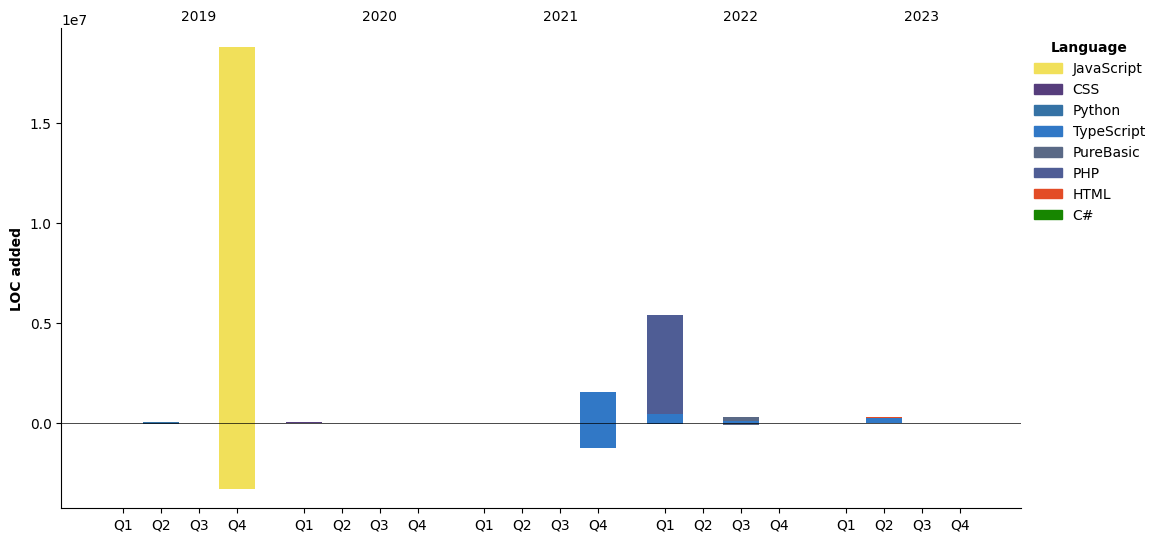 2019 2020 2021 2022 2023
1e7
Language
JavaScript
CSS
Python
TypeScript
PureBasic
PHP
HTML
C#
LOC added
1.5
1.0
0.5
0.0
Q1 Q2 Q3 Q4 Q1 Q2 Q3 Q4 Q1 Q2 Q3 Q4 Q1 Q2 Q3 Q4 Q1 Q2 Q3 Q4